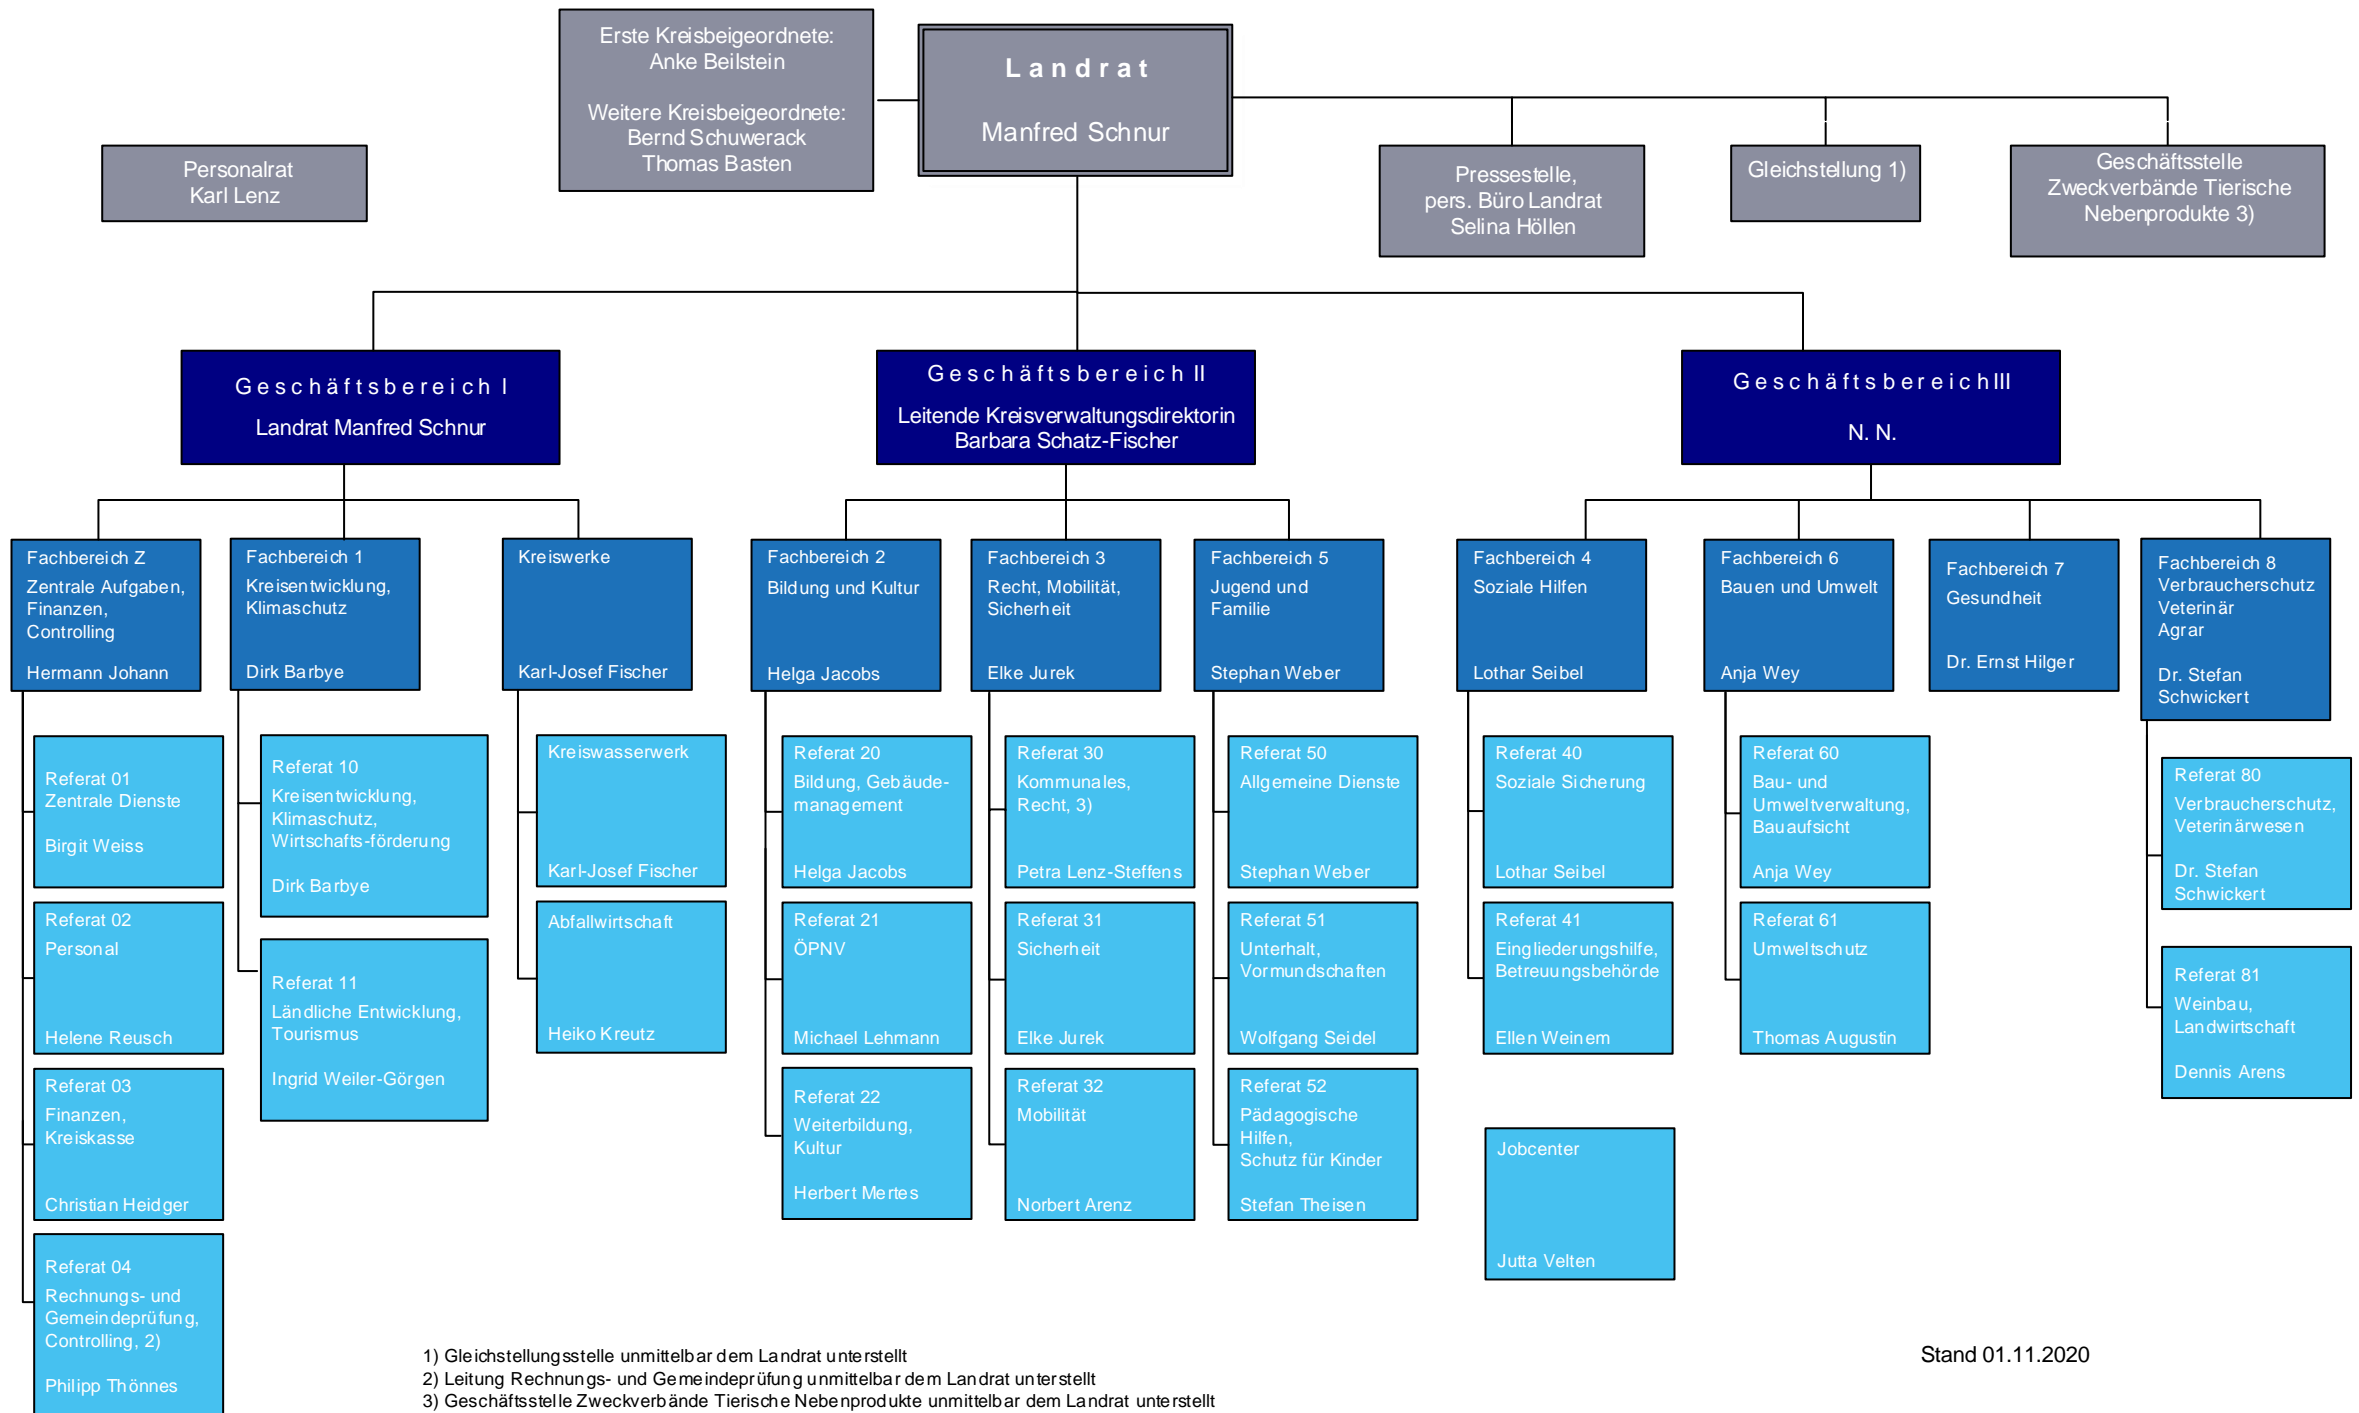 Erste Kreisbeigeordnete:
Anke Beilstein
Weitere Kreisbeigeordnete:
Bernd Schuwerack
Thomas Basten
Landrat
Manfred Schnur
Personalrat
Karl Lenz
Pressestelle,
pers. Büro Landrat
Selina Höllen
Gleichstellung 1)
Geschäftsstelle
Zweckverbände Tierische
Nebenprodukte 3)
Geschäftsbereich I
Landrat Manfred Schnur
Geschäftsbereich II
Leitende Kreisverwaltungsdirektorin
Barbara Schatz-Fischer
Geschäftsbereich III
N. N.
Fachbereich Z
Zentrale Aufgaben,
Finanzen,
Controlling
Hermann Johann
Fachbereich 1
Kreisentwicklung,
Klimaschutz
Dirk Barbye
Kreiswerke
Karl-Josef Fischer
Fachbereich 2
Bildung und Kultur
Helga Jacobs
Fachbereich 3
Recht, Mobilität,
Sicherheit
Elke Jurek
Fachbereich 5
Jugend und
Familie
Stephan Weber
Fachbereich 4
Soziale Hilfen
Lothar Seibel
Fachbereich 6
Bauen und Umwelt
Anja Wey
Fachbereich 7
Gesundheit
Dr. Ernst Hilger
Fachbereich 8
Verbraucherschutz
Veterinär
Agrar
Dr. Stefan
Schwickert
Referat 01
Zentrale Dienste
Birgit Weiss
Referat 02
Personal
Helene Reusch
Referat 03
Finanzen,
Kreiskasse
Christian Heidger
Referat 04
Rechnungs- und
Gemeindeprüfung,
Controlling, 2)
Philipp Thönnes
Referat 10
Kreisentwicklung,
Klimaschutz,
Wirtschafts-förderung
Dirk Barbye
Referat 11
Ländliche Entwicklung,
Tourismus
Ingrid Weiler-Görgen
Kreiswasserwerk
Karl-Josef Fischer
Abfallwirtschaft
Heiko Kreutz
Referat 20
Bildung, Gebäude-
management
Helga Jacobs
Referat 21
ÖPNV
Michael Lehmann
Referat 22
Weiterbildung,
Kultur
Herbert Mertes
Referat 30
Kommunales,
Recht, 3)
Petra Lenz-Steffens
Referat 31
Sicherheit
Elke Jurek
Referat 32
Mobilität
Norbert Arenz
Referat 50
Allgemeine Dienste
Stephan Weber
Referat 51
Unterhalt,
Vormundschaften
Wolfgang Seidel
Referat 52
Pädagogische
Hilfen,
Schutz für Kinder
Stefan Theisen
Referat 40
Soziale Sicherung
Lothar Seibel
Referat 41
Eingliederungshilfe,
Betreuungsbehörde
Ellen Weinem
Jobcenter
Jutta Velten
Referat 60
Bau- und
Umweltverwaltung,
Bauaufsicht
Anja Wey
Referat 61
Umweltschutz
Thomas Augustin
Referat 80
Verbraucherschutz,
Veterinärwesen
Dr. Stefan
Schwickert
Referat 81
Weinbau,
Landwirtschaft
Dennis Arens
1) Gleichstellungsstelle unmittelbar dem Landrat unterstellt
2) Leitung Rechnungs- und Gemeindeprüfung unmittelbar dem Landrat unterstellt
3) Geschäftsstelle Zweckverbände Tierische Nebenprodukte unmittelbar dem Landrat unterstellt
Stand 01.11.2020